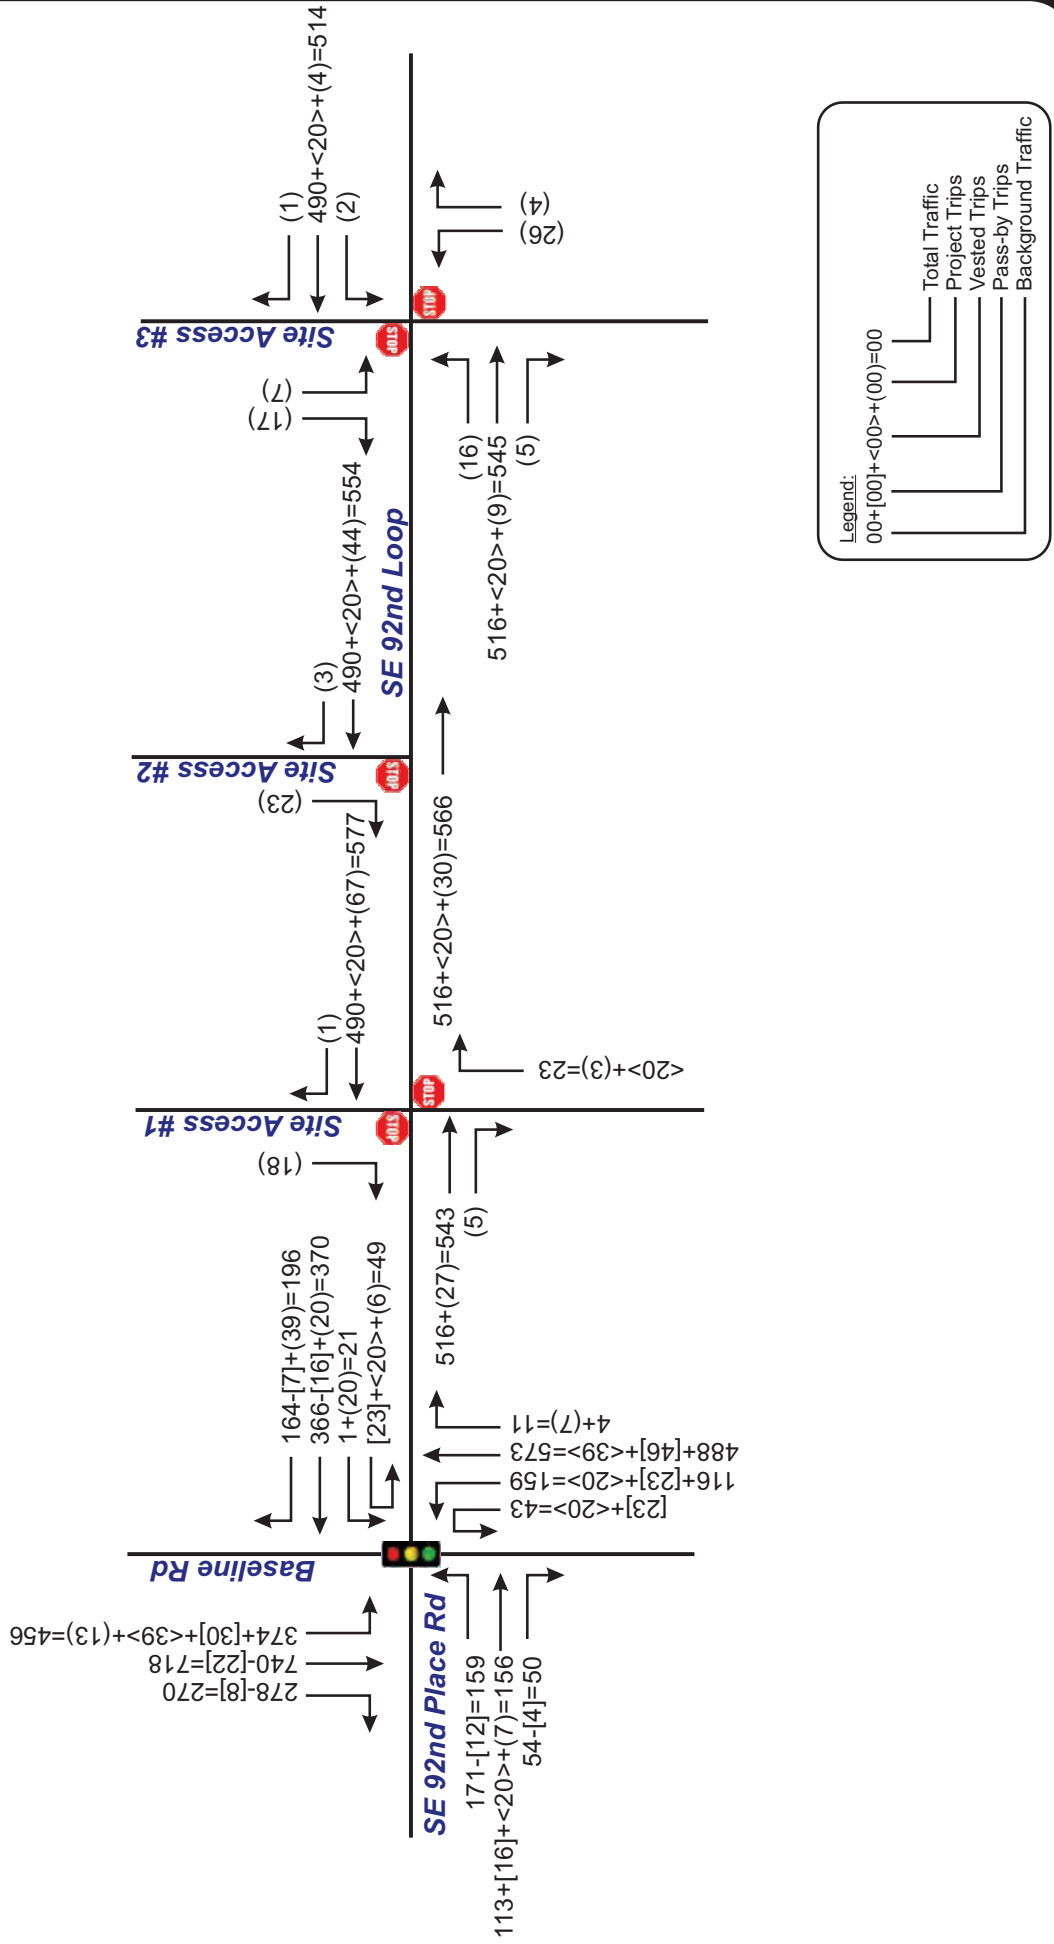 374+[30]+<39>+(13)=456
740-[22]=718
278-[8]=270
Baseline Rd
164-[7]+(39)=196
366-[16]+(20)=370
1+(20)=21
[23]+<20>+(6)=49
SE 92nd Place Rd
171-[12]=159
113+[16]+<20>+(7)=156
54-[4]=50
4+(7)=11
488+[46]+<39>=573
116+[23]+<20>=159
[23]+<20>=43
516+(27)=543
(5)
(18)
Site Access #1
STOP
STOP
(1)
490+<20>+(67)=577
<20>+(3)=23
516+<20>+(30)=566
(23)
Site Access #2
STOP
(3)
490+<20>+(44)=554
SE 92nd Loop
(17)
(7)
Site Access #3
STOP
STOP
(16)
516+<20>+(9)=545
(5)
(1)
490+<20>+(4)=514
(2)
(26)
(4)
Legend:
00+[00]+<00>+(00)=00
Total Traffic
Project Trips
Vested Trips
Pass-by Trips
Background Traffic